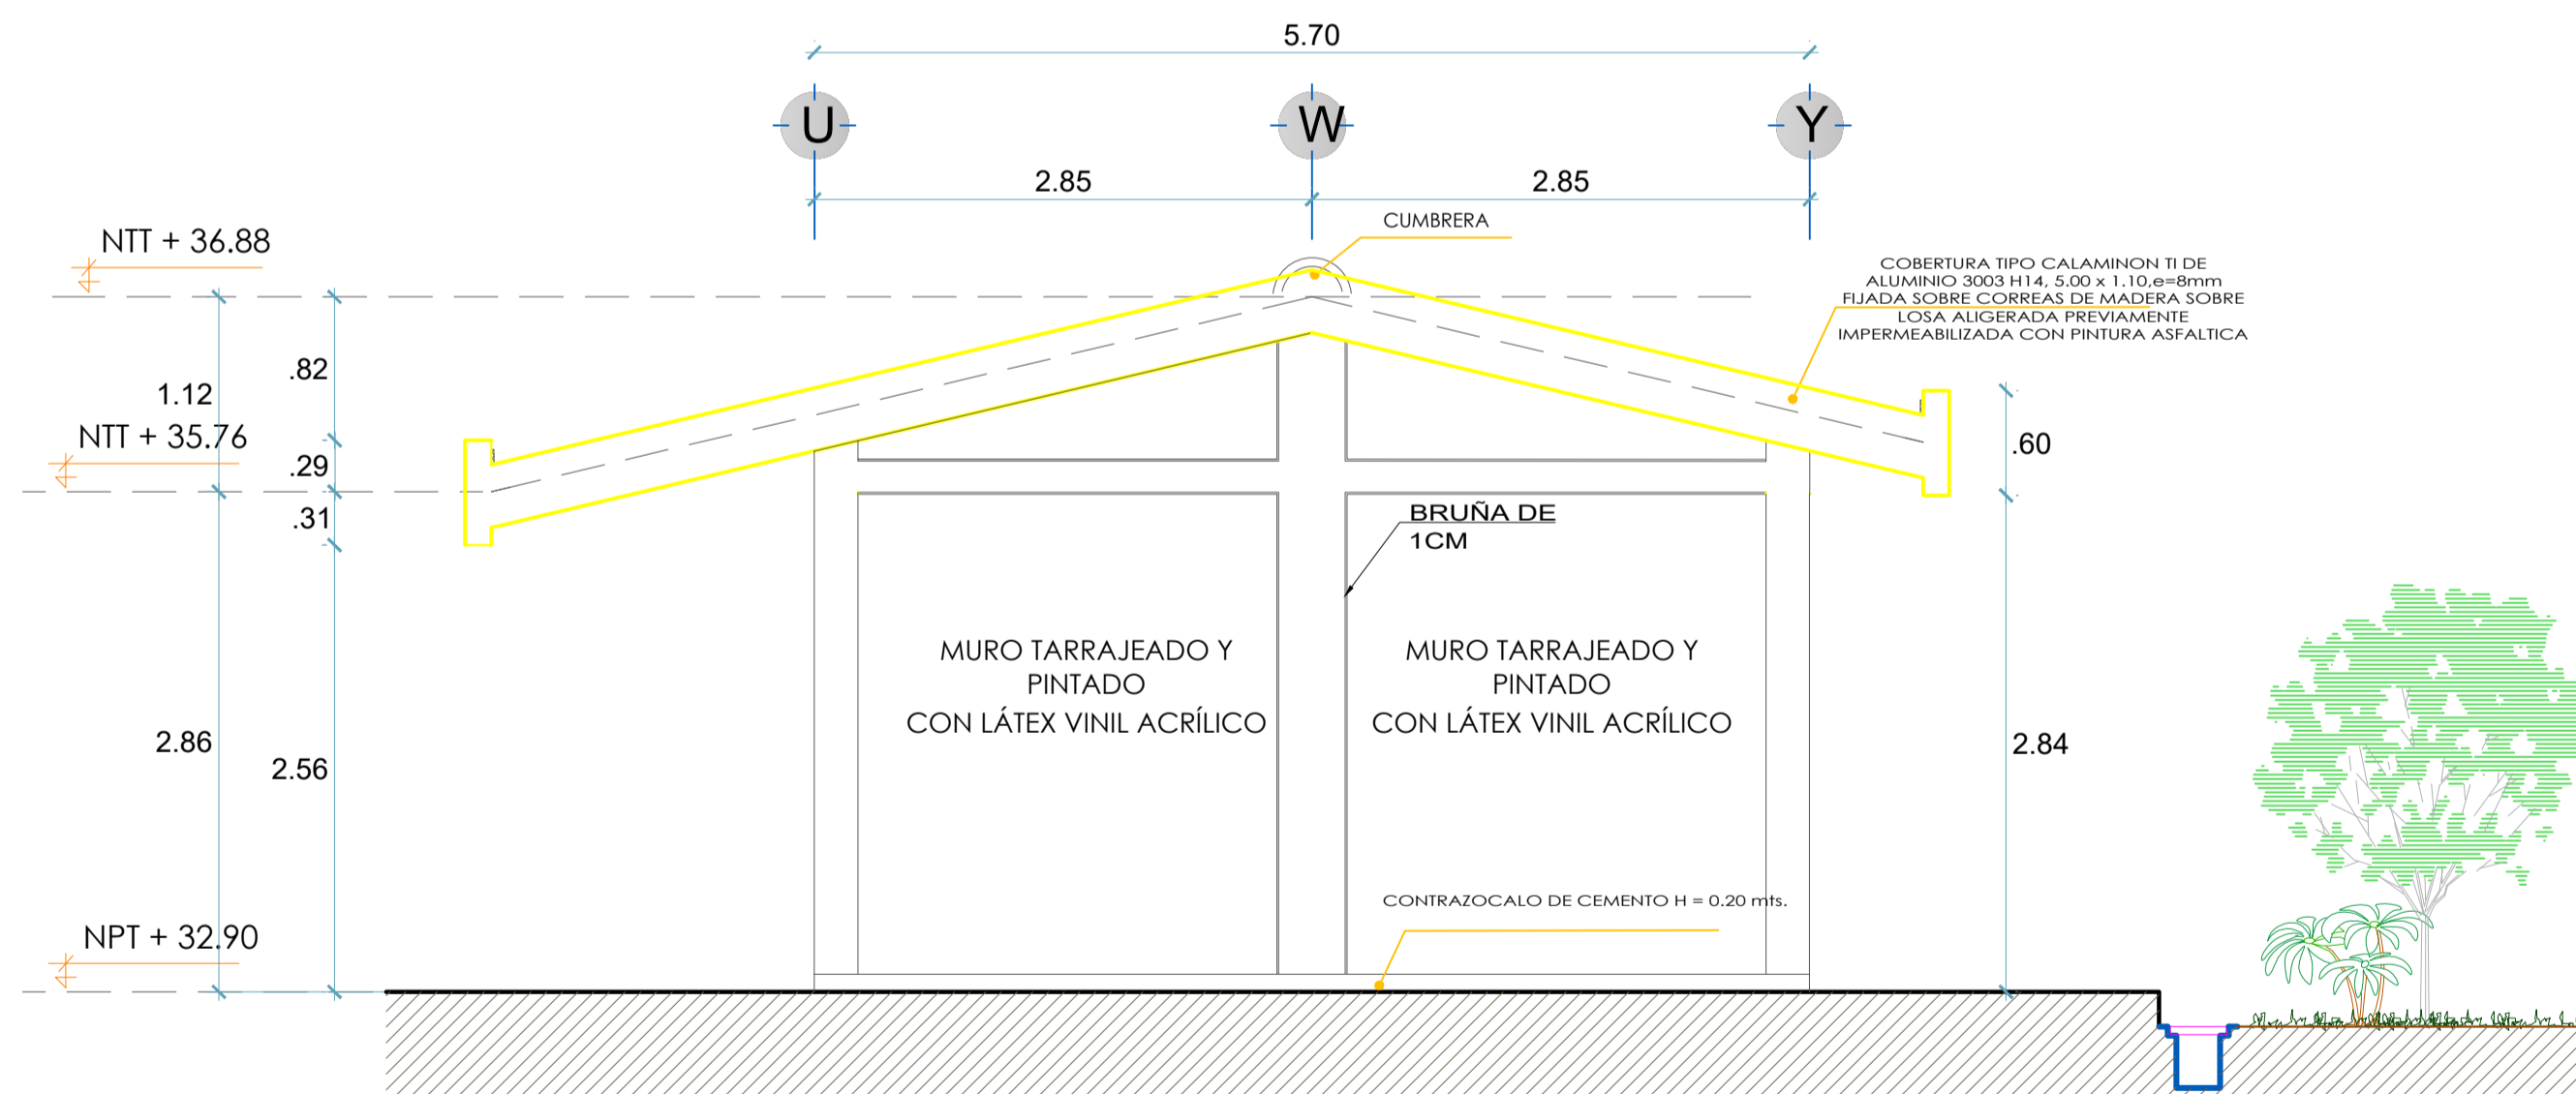 5.70
U
W
Y
2.85
2.85
CUMBRERA
NTT + 36.88
COBERTURA TIPO CALAMINON TI DE
ALUMINIO 3003 H14, 5.00 x 1.10,e=8mm
FIJADA SOBRE CORREAS DE MADERA SOBRE
LOSA ALIGERADA PREVIAMENTE
IMPERMEABILIZADA CON PINTURA ASFALTICA
.82
1.12
NTT + 35.76
.29
.31
.60
BRUÑA DE
1CM
MURO TARRAJEADO Y
PINTADO
CON LÁTEX VINIL ACRÍLICO
MURO TARRAJEADO Y
PINTADO
CON LÁTEX VINIL ACRÍLICO
2.86
2.56
2.84
CONTRAZOCALO DE CEMENTO H = 0.20 mts.
NPT + 32.90